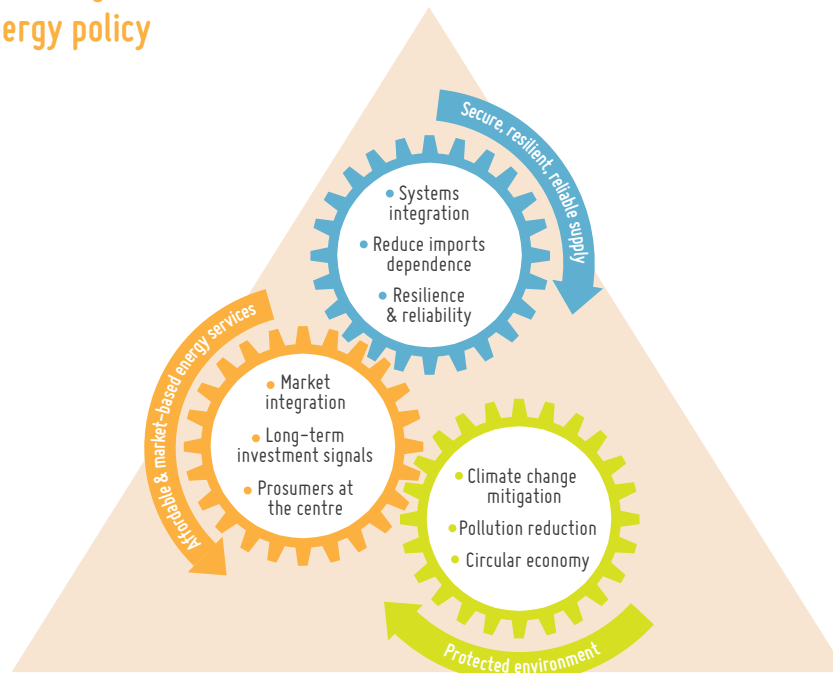 ergy policy
Secure, resilient, reliable supply
• Systems
integration
• Reduce imports
dependence
• Resilience
& reliability
Affordable & market-based energy services
• Market
integration
• Long-term
investment signals
• Prosumers at
the centre
• Climate change
mitigation
• Pollution reduction
• Circular economy
Protected environment